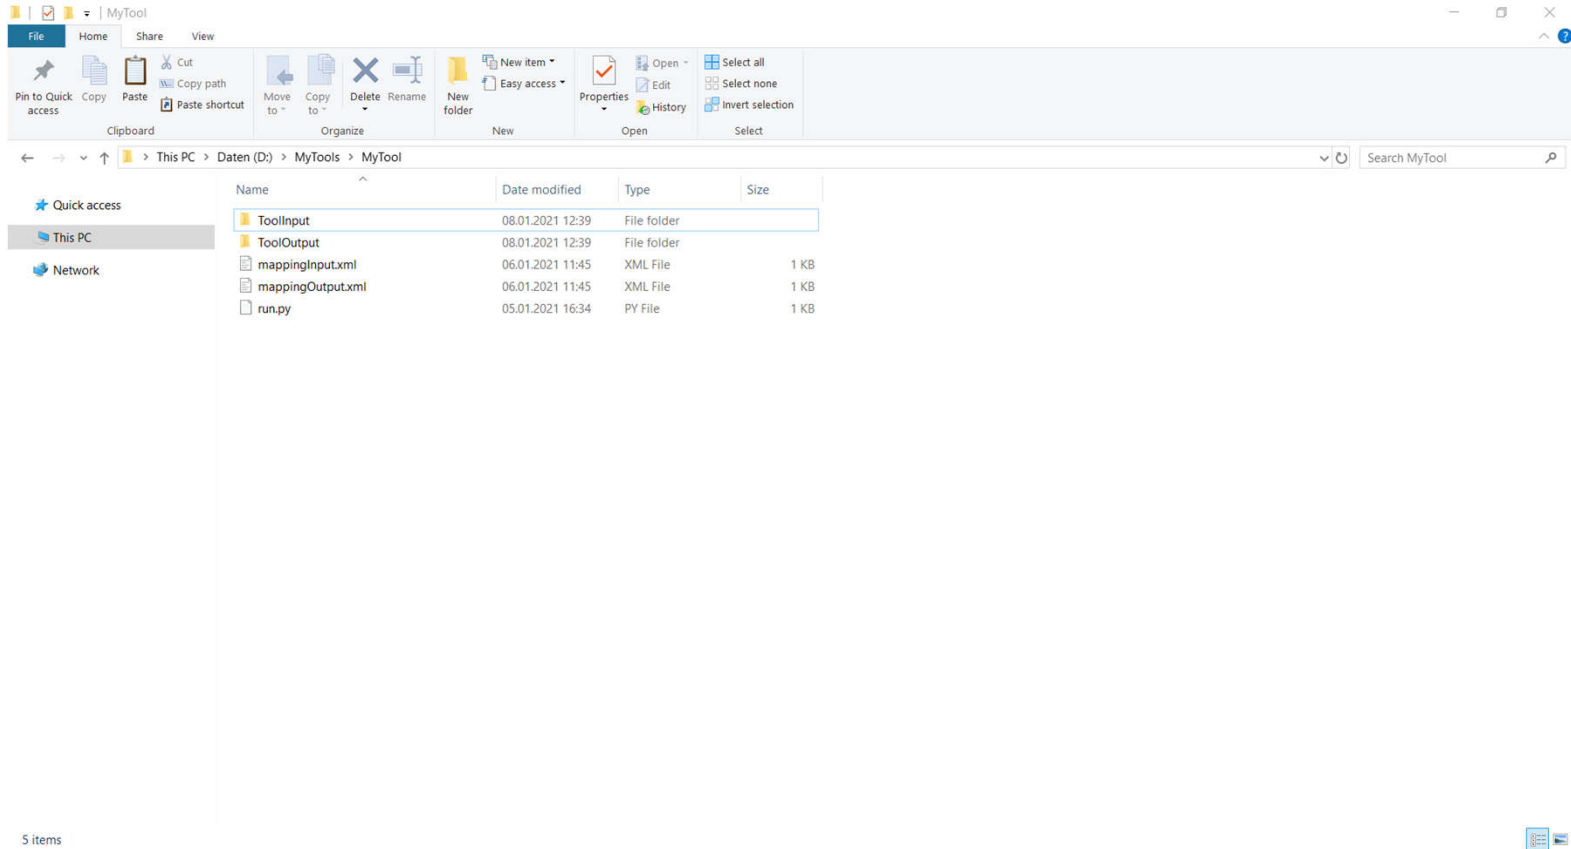 MyTool
File Home Share View
Pin to Quick access
Copy
Paste
Cut
Copy path
Paste shortcut
Clipboard
Move to
Copy to
Delete
Rename
Organize
New folder
New item
Easy access
New
Properties
Open
Edit
History
Open
Select all
Select none
Invert selection
Select
This PC > Daten (D:) > MyTools > MyTool
Search MyTool
Quick access
This PC
Network
Name Date modified Type Size
ToolInput 08.01.2021 12:39 File folder
ToolOutput 08.01.2021 12:39 File folder
mappingInput.xml 06.01.2021 11:45 XML File 1 KB
mappingOutput.xml 06.01.2021 11:45 XML File 1 KB
run.py 05.01.2021 16:34 PY File 1 KB
5 items